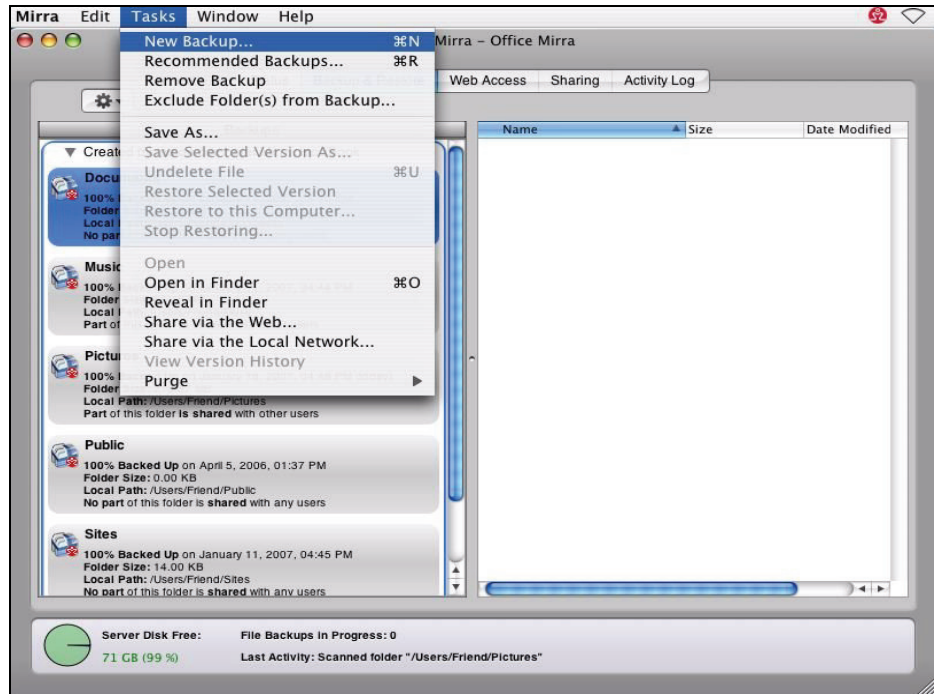 Mirra Edit Tasks Window Help
Mirra – Office Mirra
New Backup... ⌘N
Recommended Backups... ⌘R
Remove Backup
Exclude Folder(s) from Backup...
Save As...
Save Selected Version As...
Undelete File ⌘U
Restore Selected Version
Restore to this Computer...
Stop Restoring...
Open
Open in Finder ⌘O
Reveal in Finder
Share via the Web...
Share via the Local Network...
View Version History
Purge
Web Access Sharing Activity Log
Name Size Date Modified
Creat
Docu
100%
Folder
Local
No par
Music
100%
Folder
Local
Part of
Pictu
100%
Folder
Local Path: /Users/Friend/Pictures
Part of this folder is shared with other users
Public
100% Backed Up on April 5, 2006, 01:37 PM
Folder Size: 0.00 KB
Local Path: /Users/Friend/Public
No part of this folder is shared with any users
Sites
100% Backed Up on January 11, 2007, 04:45 PM
Folder Size: 14.00 KB
Local Path: /Users/Friend/Sites
No part of this folder is shared with any users
Server Disk Free: File Backups in Progress: 0
71 GB (99 %) Last Activity: Scanned folder "/Users/Friend/Pictures"